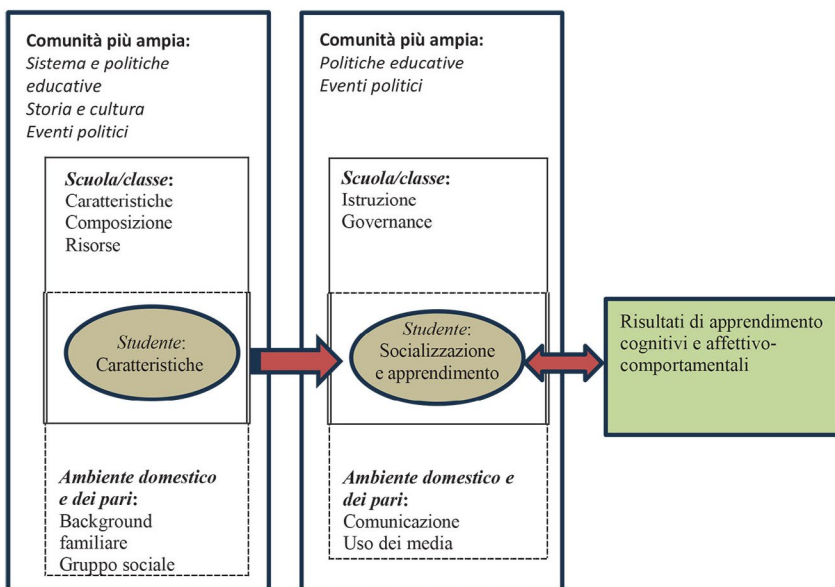 Comunità più ampia:
Sistema e politiche
educative
Storia e cultura
Eventi politici
Scuola/classe:
Caratteristiche
Composizione
Risorse
Studente:
Caratteristiche
Ambiente domestico
e dei pari:
Background
familiare
Gruppo sociale
Comunità più ampia:
Politiche educative
Eventi politici
Scuola/classe:
Istruzione
Governance
Studente:
Socializzazione
e apprendimento
Ambiente domestico e
dei pari:
Comunicazione
Uso dei media
Risultati di apprendimento
cognitivi e affettivo-
comportamentali